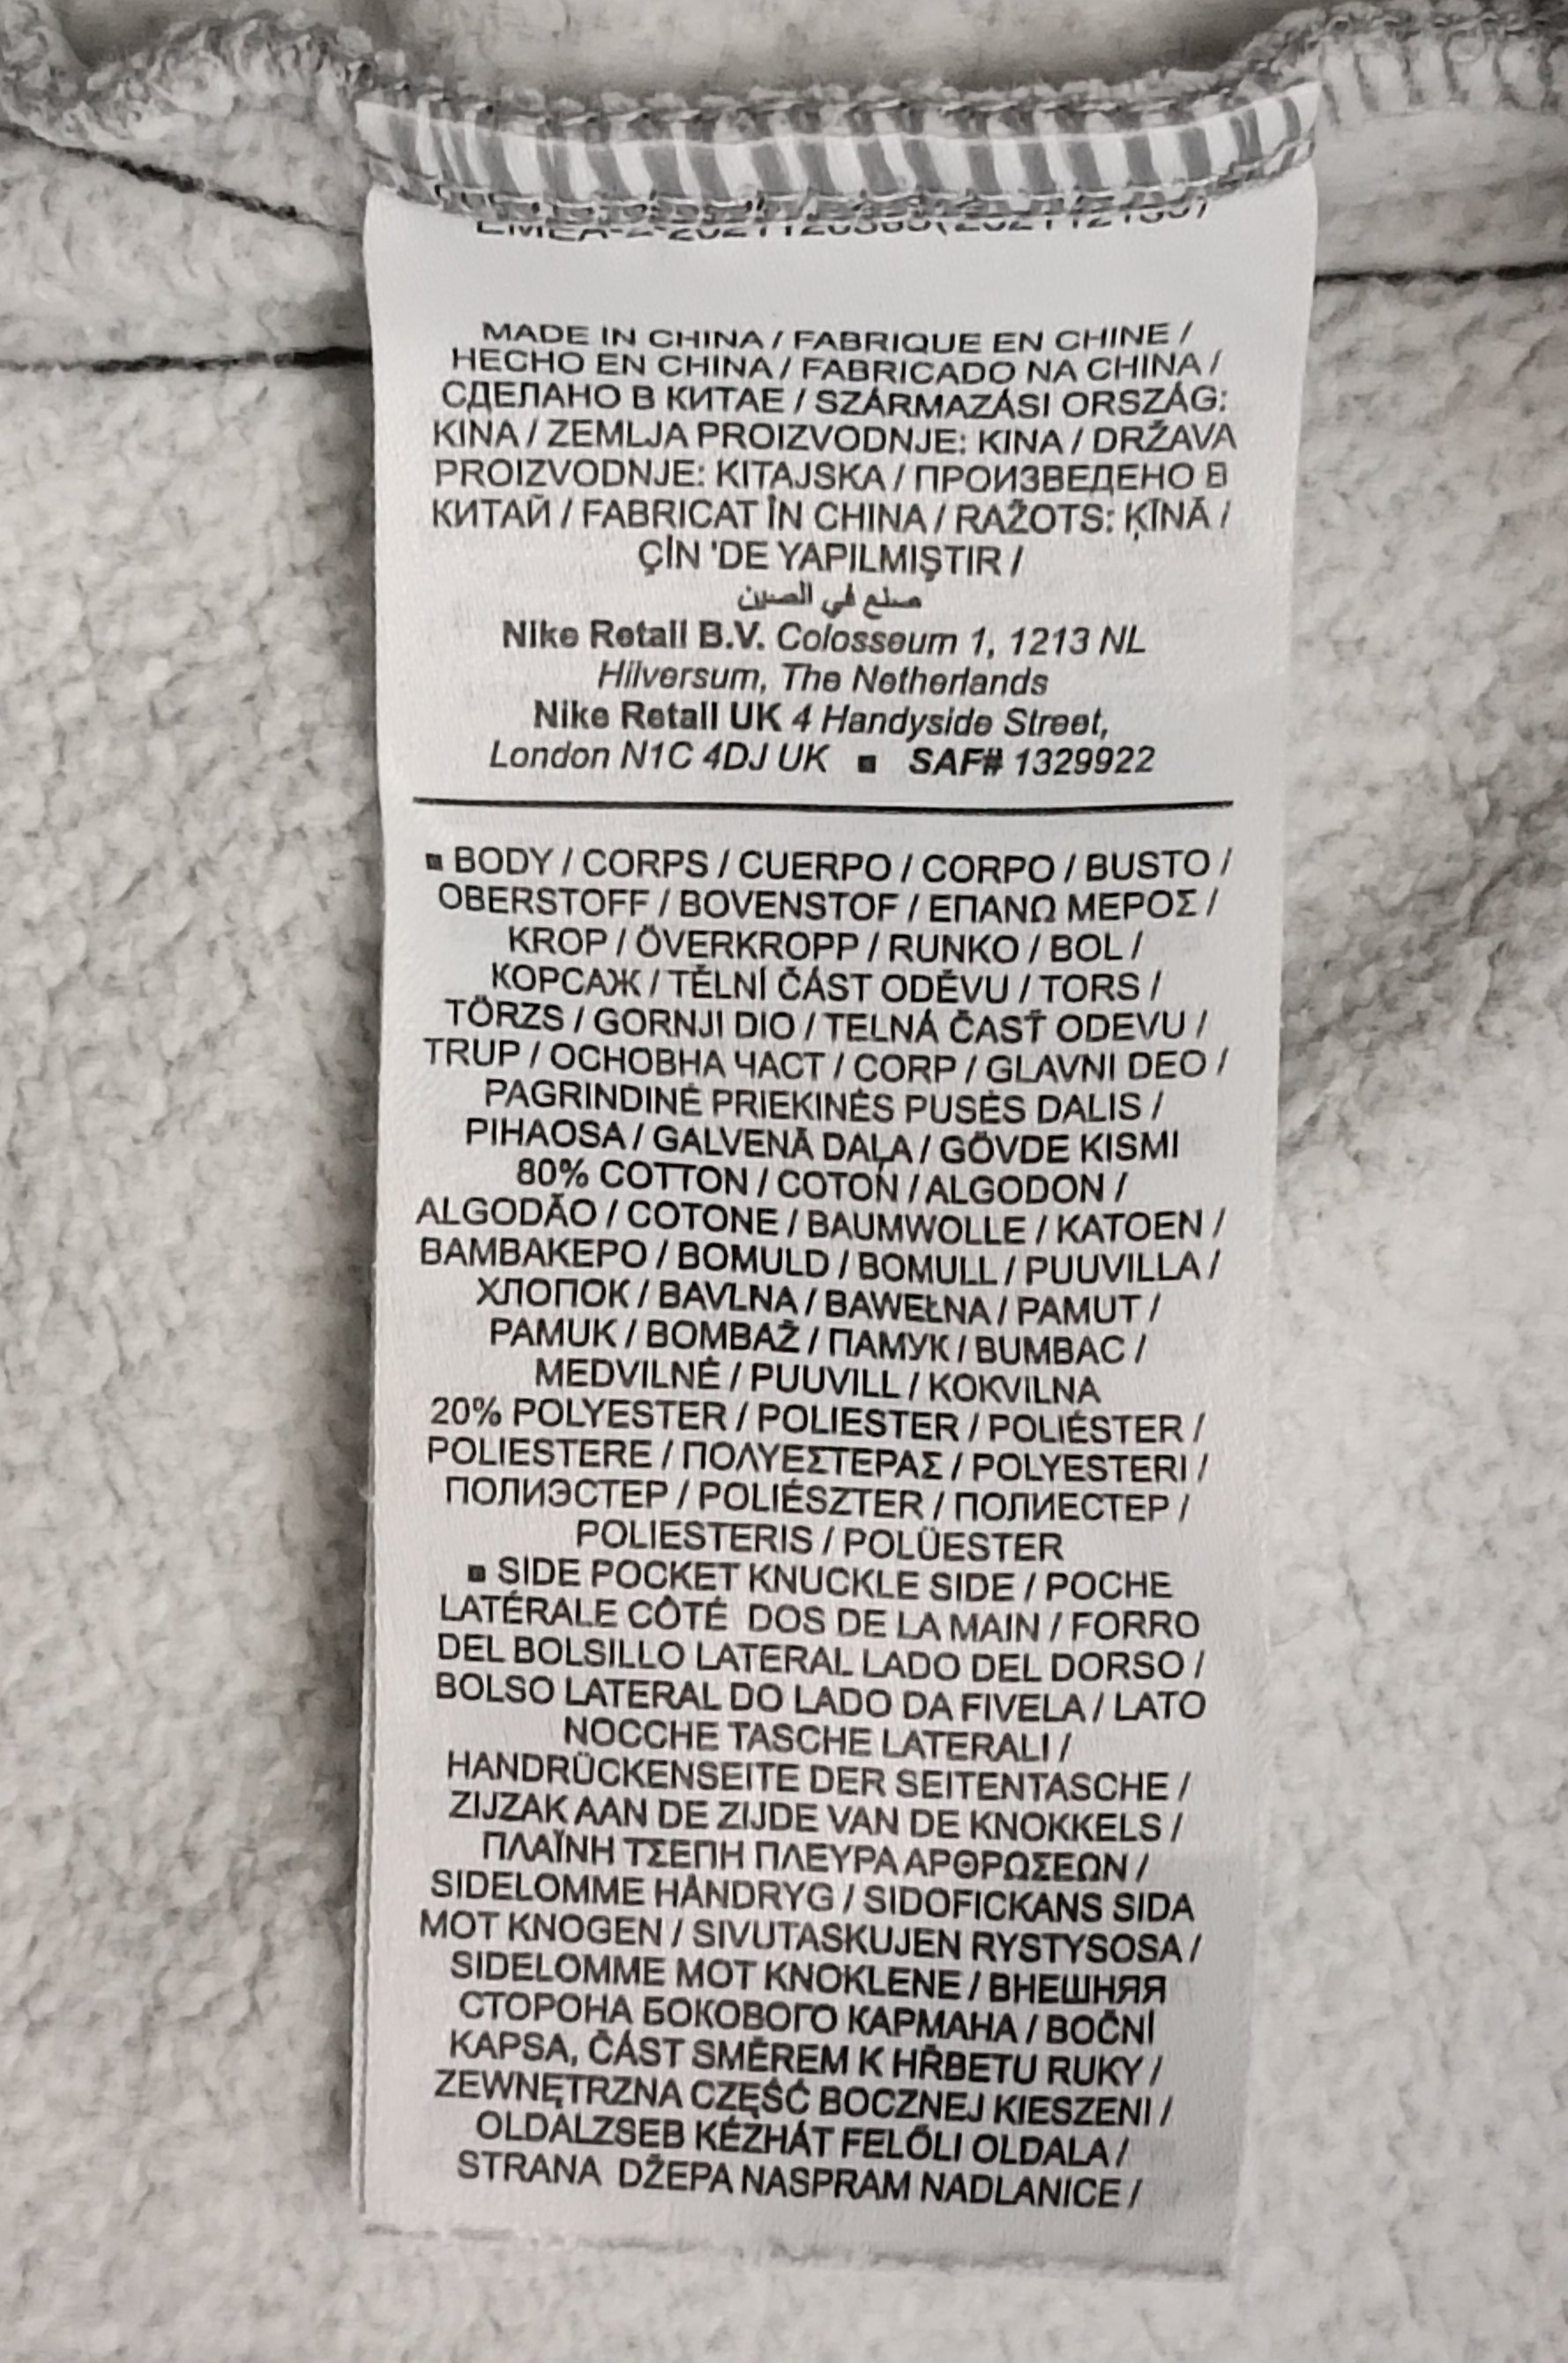 MADE IN CHINA / FABRIQUE EN CHINE /
HECHO EN CHINA / FABRICADO NA CHINA /
СДЕЛАНО В КИТАЕ / SZÁRMAZÁSI ORSZÁG:
KINA / ZEMLJA PROIZVODNJE: KINA / DRŽAVA
PROIZVODNJE: KITAJSKA / ПРОИЗВЕДЕНО В
КИТАЙ / FABRICAT ÎN CHINA / RAŽOTS: ĶĪNĀ /
ÇİN 'DE YAPILMIŞTIR /
صنع في الصين
Nike Retail B.V. Colosseum 1, 1213 NL
Hilversum, The Netherlands
Nike Retail UK 4 Handyside Street,
London N1C 4DJ UK ■ SAF# 1329922
■ BODY / CORPS / CUERPO / CORPO / BUSTO /
OBERSTOFF / BOVENSTOF / ΕΠΑΝΩ ΜΕΡΟΣ /
KROP / ÖVERKROPP / RUNKO / BOL /
КОРСАЖ / TĚLNÍ ČÁST ODĚVU / TORS /
TÖRZS / GORNJI DIO / TELNÁ ČASŤ ODEVU /
TRUP / ОСНОВНА ЧАСТ / CORP / GLAVNI DEO /
PAGRINDINĖ PRIEKINĖS PUSĖS DALIS /
PIHAOSA / GALVENĀ DAĻA / GÖVDE KISMI
80% COTTON / COTON / ALGODON /
ALGODÃO / COTONE / BAUMWOLLE / KATOEN /
ΒΑΜΒΑΚΕΡΟ / BOMULD / BOMULL / PUUVILLA /
ХЛОПОК / BAVLNA / BAWEŁNA / PAMUT /
PAMUK / BOMBAŽ / ПАМУК / BUMBAC /
MEDVILNĖ / PUUVILL / KOKVILNA
20% POLYESTER / POLIESTER / POLIÉSTER /
POLIESTERE / ΠΟΛΥΕΣΤΕΡΑΣ / POLYESTERI /
ПОЛИЭСТЕР / POLIÉSZTER / ПОЛИЕСТЕР /
POLIESTERIS / POLÜESTER
■ SIDE POCKET KNUCKLE SIDE / POCHE
LATÉRALE CÔTÉ DOS DE LA MAIN / FORRO
DEL BOLSILLO LATERAL LADO DEL DORSO /
BOLSO LATERAL DO LADO DA FIVELA / LATO
NOCCHE TASCHE LATERALI /
HANDRÜCKENSEITE DER SEITENTASCHE /
ZIJZAK AAN DE ZIJDE VAN DE KNOKKELS /
ΠΛΑΪΝΗ ΤΣΕΠΗ ΠΛΕΥΡΑ ΑΡΘΡΩΣΕΩΝ /
SIDELOMME HÅNDRYG / SIDOFICKANS SIDA
MOT KNOGEN / SIVUTASKUJEN RYSTYSOSA /
SIDELOMME MOT KNOKLENE / ВНЕШНЯЯ
СТОРОНА БОКОВОГО КАРМАНА / BOČNÍ
KAPSA, ČÁST SMĚREM K HŘBETU RUKY /
ZEWNĘTRZNA CZĘŚĆ BOCZNEJ KIESZENI /
OLDALZSEB KÉZHÁT FELŐLI OLDALA /
STRANA DŽEPA NASPRAM NADLANICE /